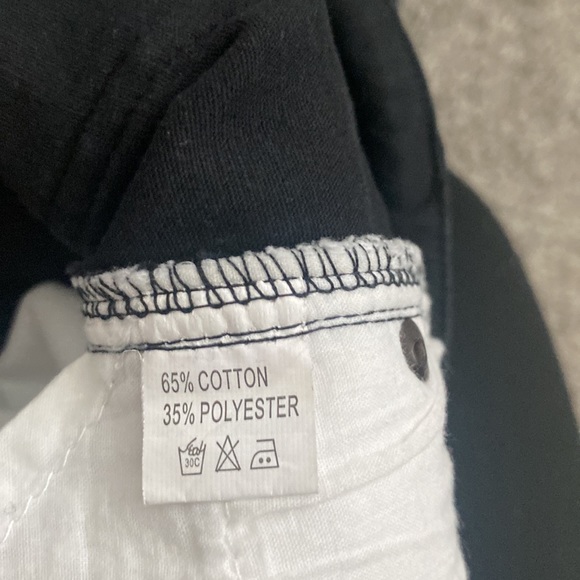 65% COTTON
35% POLYESTER
30C